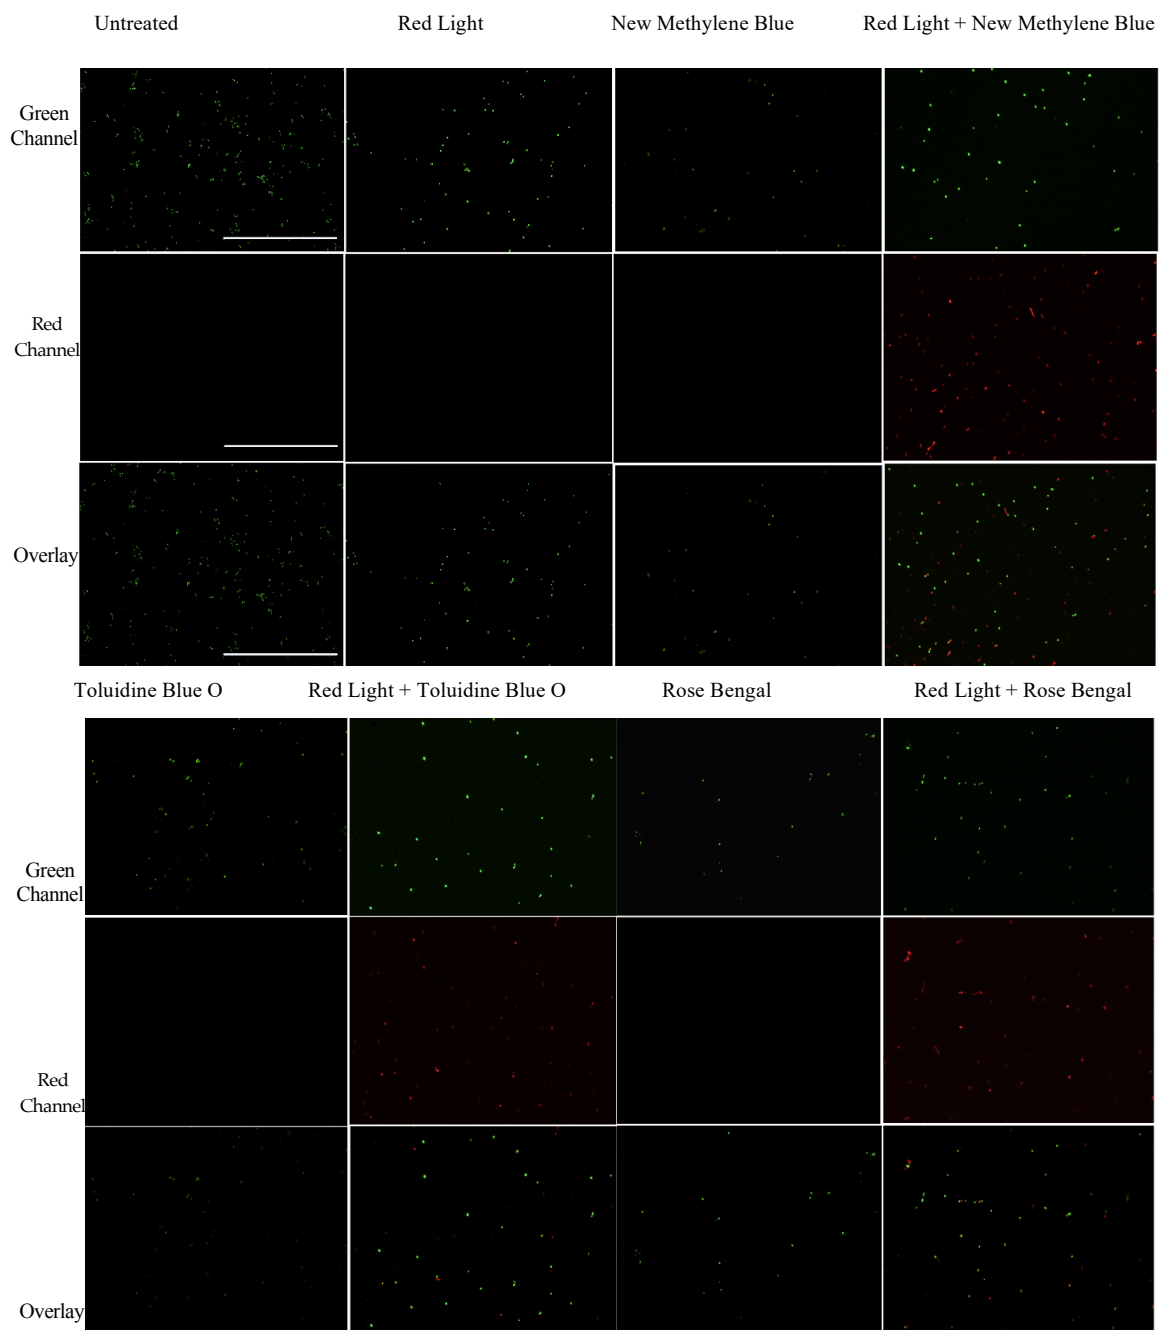 Untreated
Red Light
New Methylene Blue
Red Light + New Methylene Blue
Green
Channel
Red
Channel
Overlay
Toluidine Blue O
Red Light + Toluidine Blue O
Rose Bengal
Red Light + Rose Bengal
Green
Channel
Red
Channel
Overlay